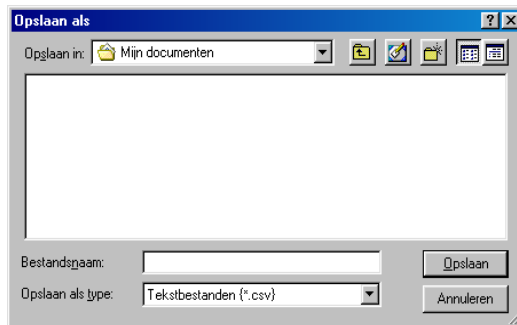 Opslaan als
Opslaan in: Mijn documenten
Bestandsnaam:
Opslaan
Opslaan als type: Tekstbestanden {*.csv}
Annuleren